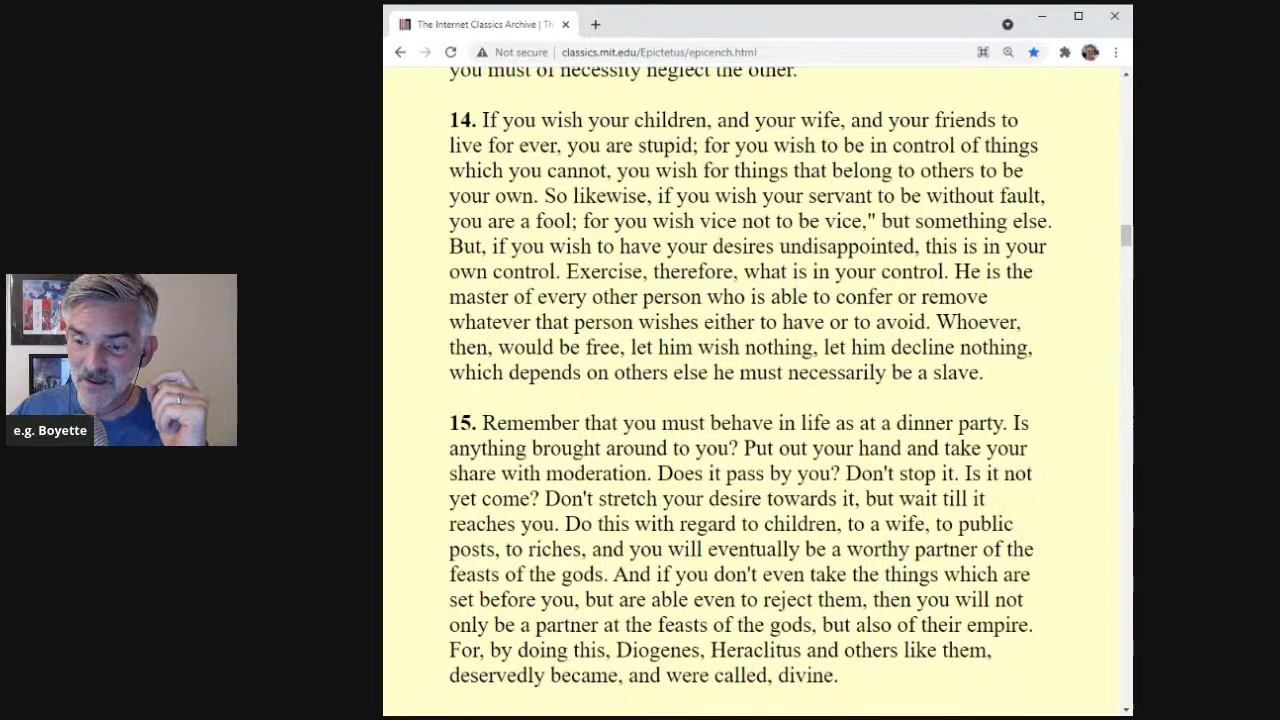 The Internet Classics Archive | Th
Not secure
classics.mit.edu/Epictetus/epicench.html
you must of necessity neglect the other.
14. If you wish your children, and your wife, and your friends to
live for ever, you are stupid; for you wish to be in control of things
which you cannot, you wish for things that belong to others to be
your own. So likewise, if you wish your servant to be without fault,
you are a fool; for you wish vice not to be vice," but something else.
But, if you wish to have your desires undisappointed, this is in your
own control. Exercise, therefore, what is in your control. He is the
master of every other person who is able to confer or remove
whatever that person wishes either to have or to avoid. Whoever,
then, would be free, let him wish nothing, let him decline nothing,
which depends on others else he must necessarily be a slave.
15. Remember that you must behave in life as at a dinner party. Is
anything brought around to you? Put out your hand and take your
share with moderation. Does it pass by you? Don't stop it. Is it not
yet come? Don't stretch your desire towards it, but wait till it
reaches you. Do this with regard to children, to a wife, to public
posts, to riches, and you will eventually be a worthy partner of the
feasts of the gods. And if you don't even take the things which are
set before you, but are able even to reject them, then you will not
only be a partner at the feasts of the gods, but also of their empire.
For, by doing this, Diogenes, Heraclitus and others like them,
deservedly became, and were called, divine.
e.g. Boyette